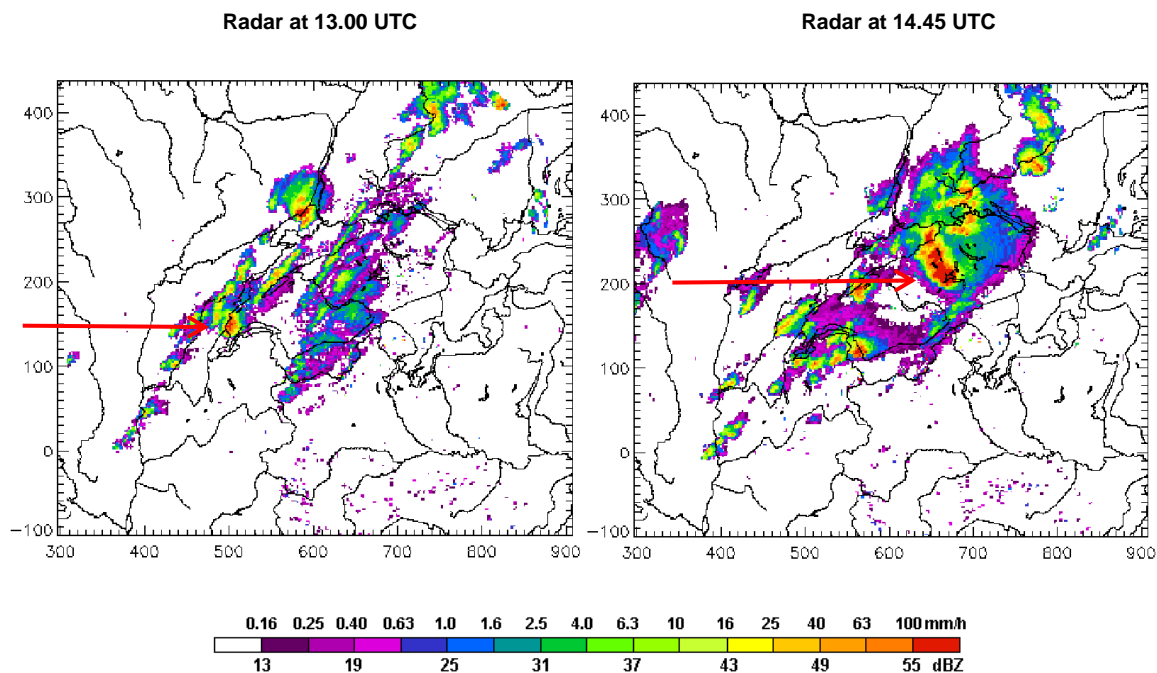 Radar at 13.00 UTC Radar at 14.45 UTC
400 400
300 300
200 200
100 100
0 0
−100 −100
300 400 500 600 700 800 900 300 400 500 600 700 800 900
0.16 0.25 0.40 0.63 1.0 1.6 2.5 4.0 6.3 10 16 25 40 63 100 mm/h
13 19 25 31 37 43 49 55 dBZ